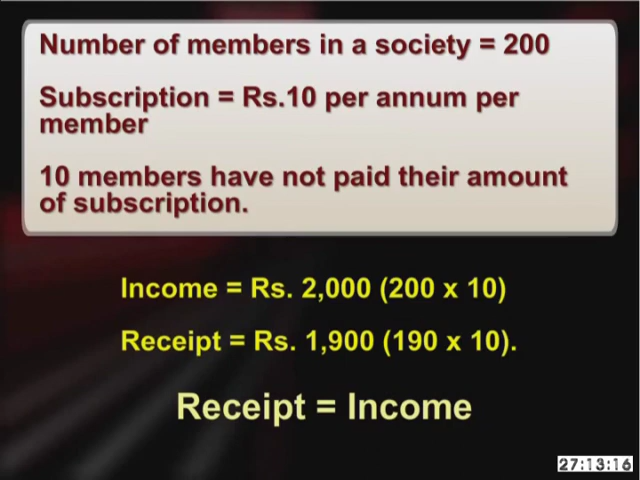 Number of members in a society = 200
Subscription = Rs.10 per annum per
member
10 members have not paid their amount
of subscription.
Income = Rs. 2,000 (200 x 10)
Receipt = Rs. 1,900 (190 x 10).
Receipt = Income
27:13:16